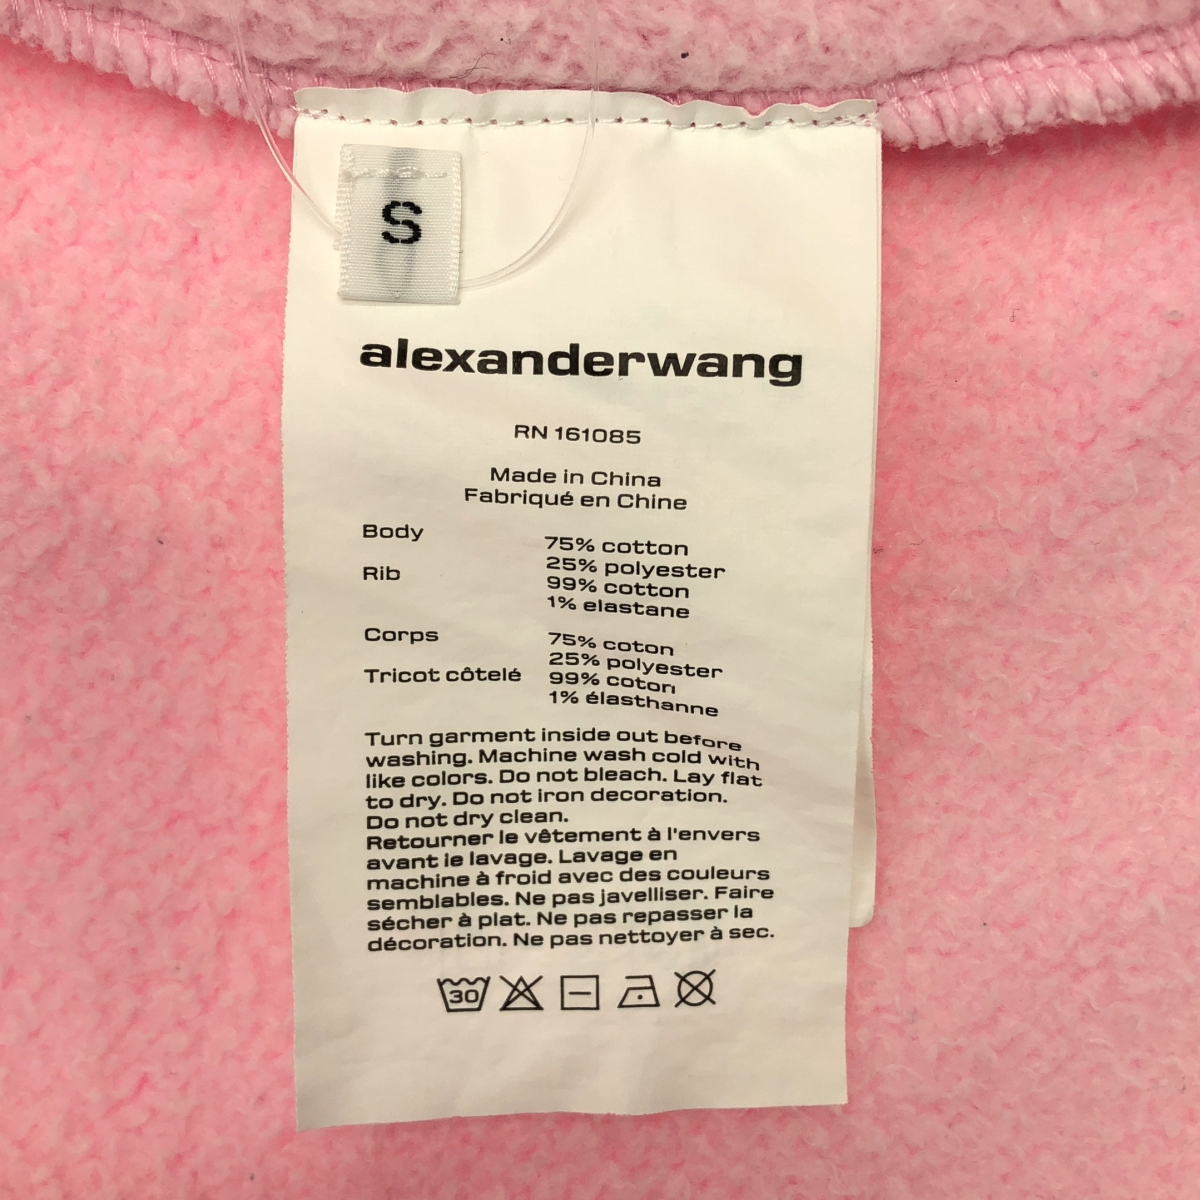 S
alexanderwang
RN 161085
Made in China
Fabriqué en Chine
Body
75% cotton
25% polyester
Rib
99% cotton
1% elastane
Corps
75% coton
25% polyester
Tricot côtelé
99% coton
1% élasthanne
Turn garment inside out before
washing. Machine wash cold with
like colors. Do not bleach. Lay flat
to dry. Do not iron decoration.
Do not dry clean.
Retourner le vêtement à l'envers
avant le lavage. Lavage en
machine à froid avec des couleurs
semblables. Ne pas javelliser. Faire
sécher à plat. Ne pas repasser la
décoration. Ne pas nettoyer à sec.
30